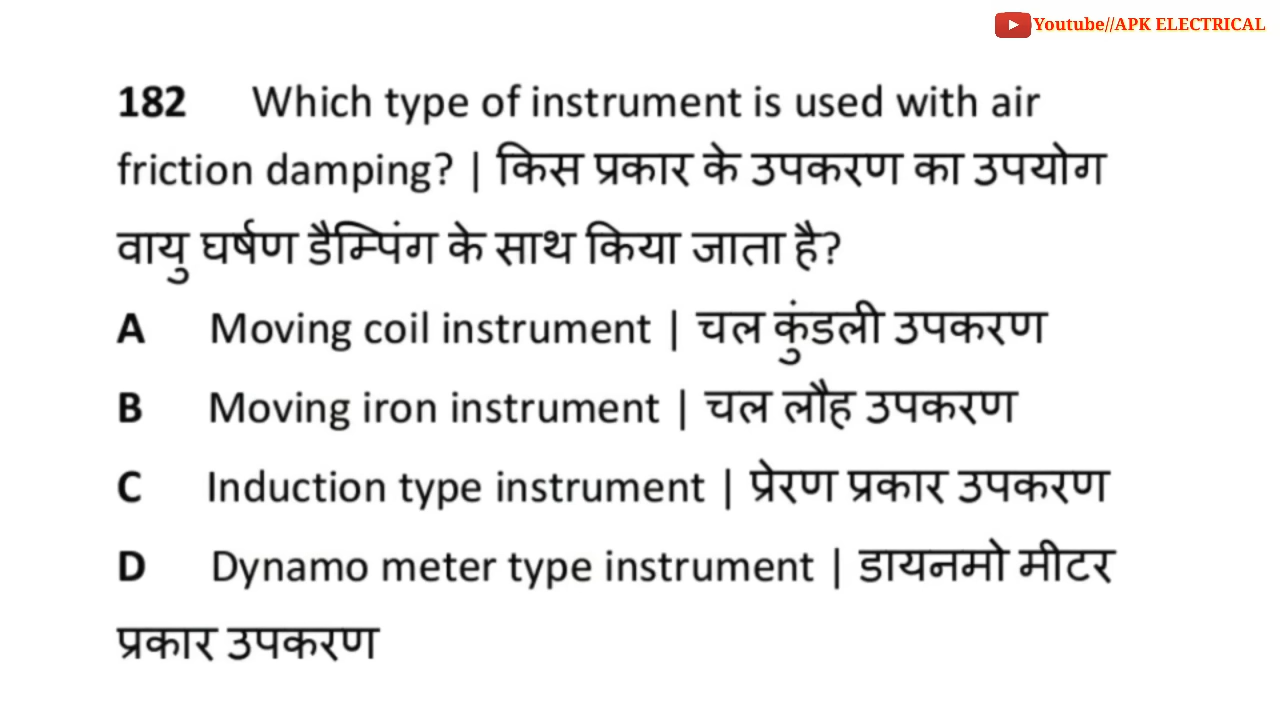 Youtube//APK ELECTRICAL
182 Which type of instrument is used with air
friction damping? | किस प्रकार के उपकरण का उपयोग
वायु घर्षण डैम्पिंग के साथ किया जाता है?
A Moving coil instrument | चल कुंडली उपकरण
B Moving iron instrument | चल लौह उपकरण
C Induction type instrument | प्रेरण प्रकार उपकरण
D Dynamo meter type instrument | डायनमो मीटर
प्रकार उपकरण